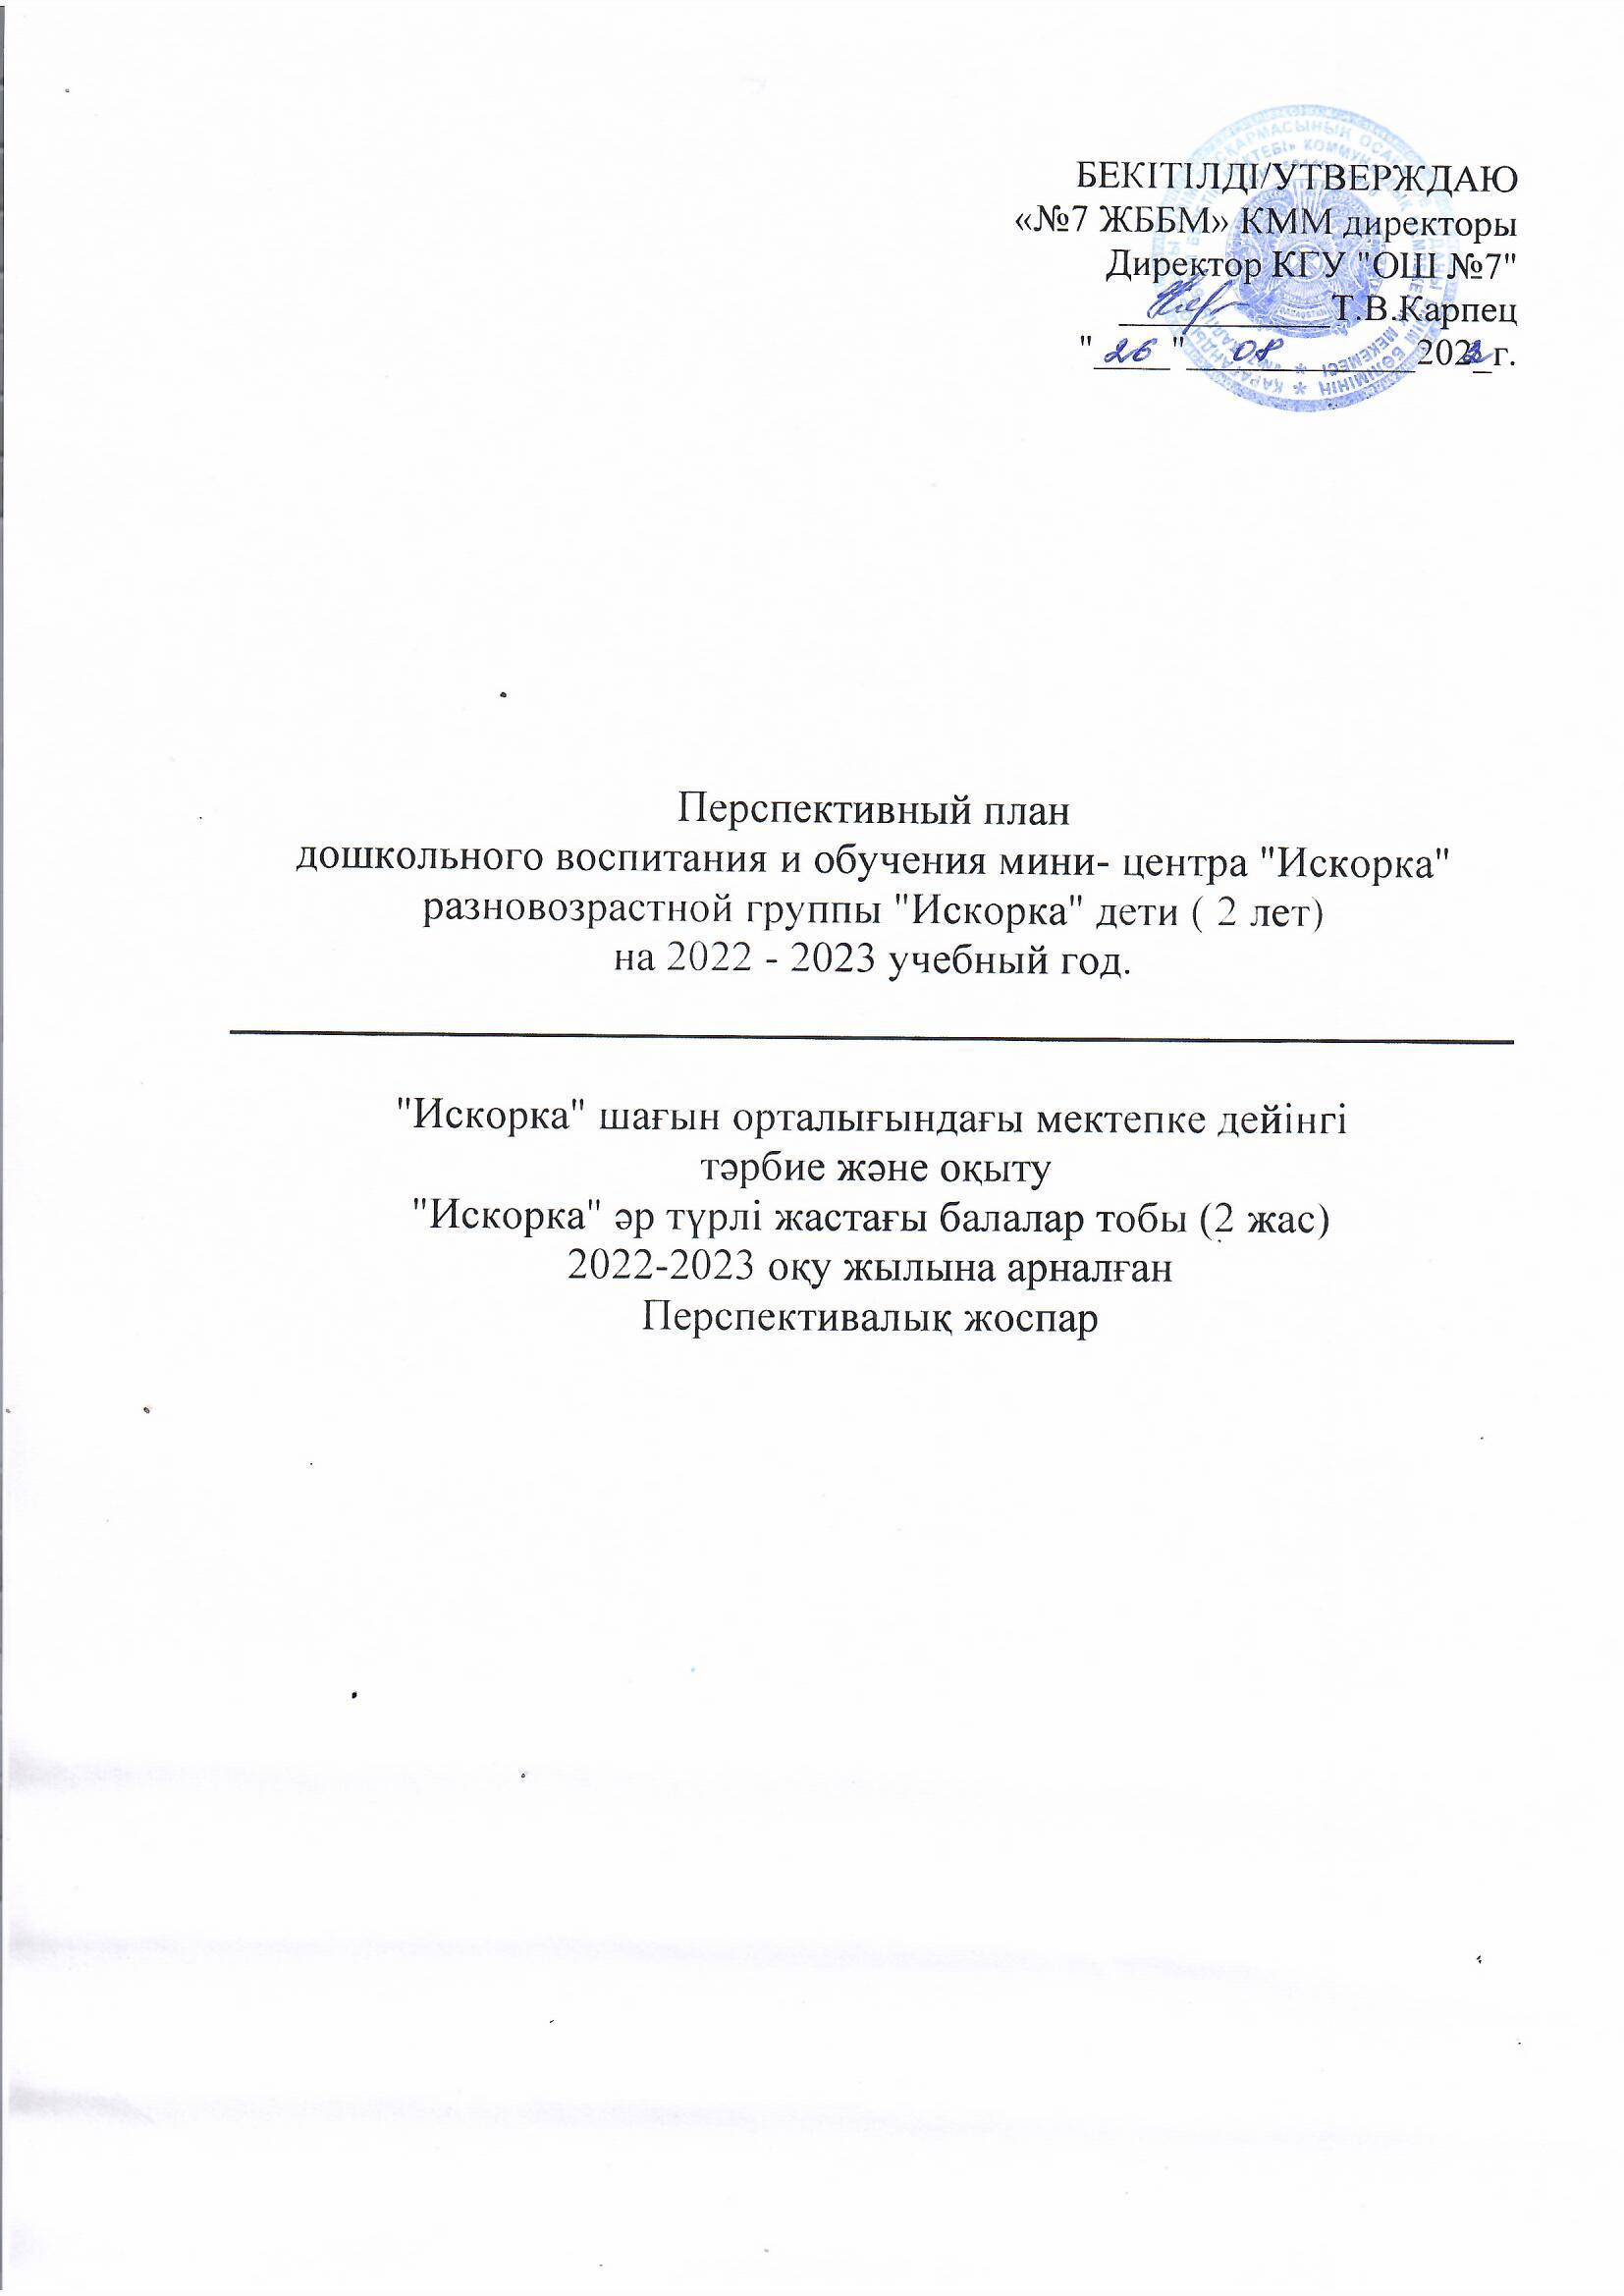 БЕКІТІЛДІ/УТВЕРЖДАЮ
«№7 ЖББМ» КММ директоры
Директор КГУ "ОШ №7"
Т.В.Карпец
" 26 " 08 2022 г.
Перспективный план
дошкольного воспитания и обучения мини- центра "Искорка"
разновозрастной группы "Искорка" дети ( 2 лет)
на 2022 - 2023 учебный год.
"Искорка" шағын орталығындағы мектепке дейінгі
тәрбие және оқыту
"Искорка" әр түрлі жастағы балалар тобы (2 жас)
2022-2023 оқу жылына арналған
Перспективалық жоспар